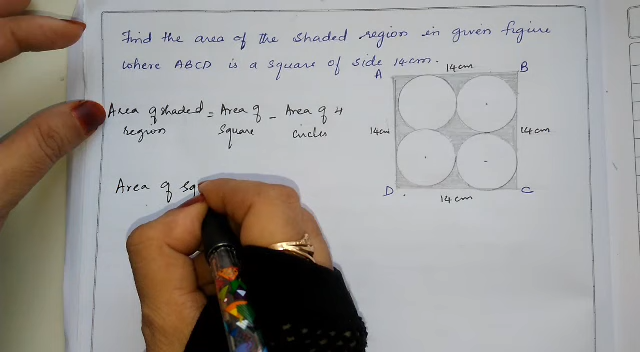 Find the area of the shaded region in given figure
where ABCD is a square of side 14cm.
A 14cm B
Area of shaded = Area of - Area of 4
region square circles
14cm 14cm
Area of sq
D C
14cm